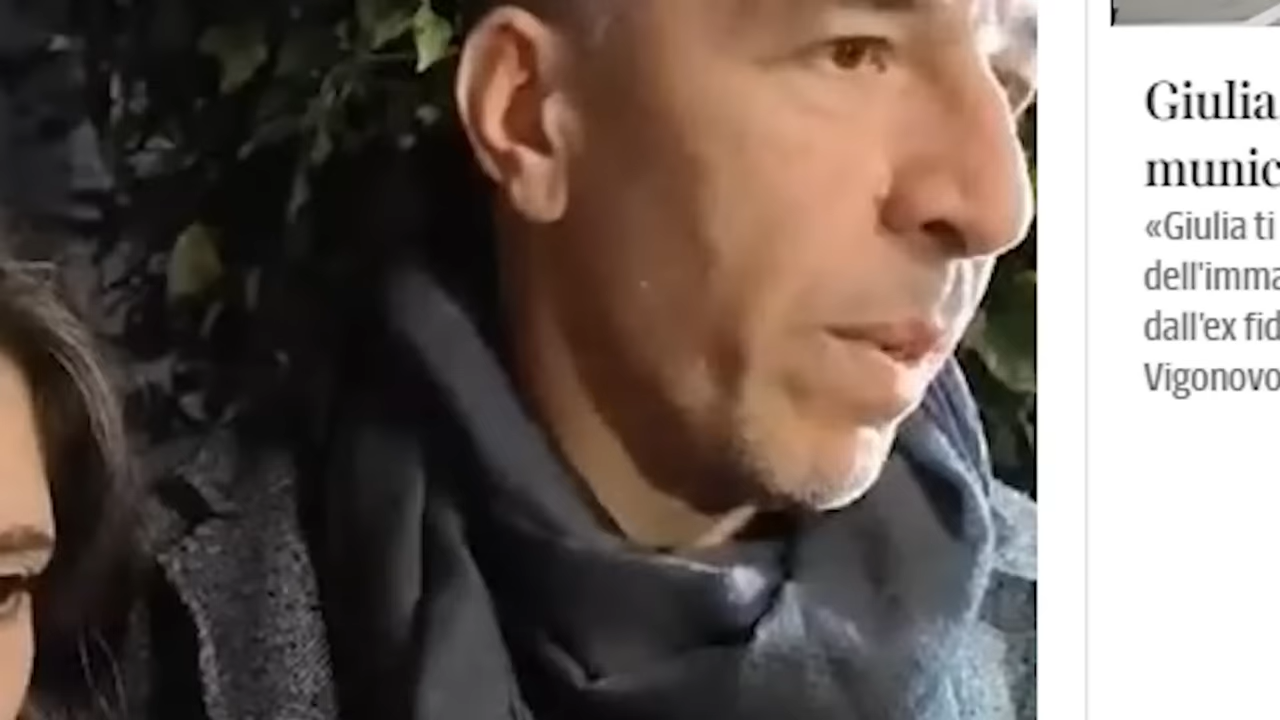 Giulia
munic
«Giulia ti
dell'imma
dall'ex fid
Vigonovo